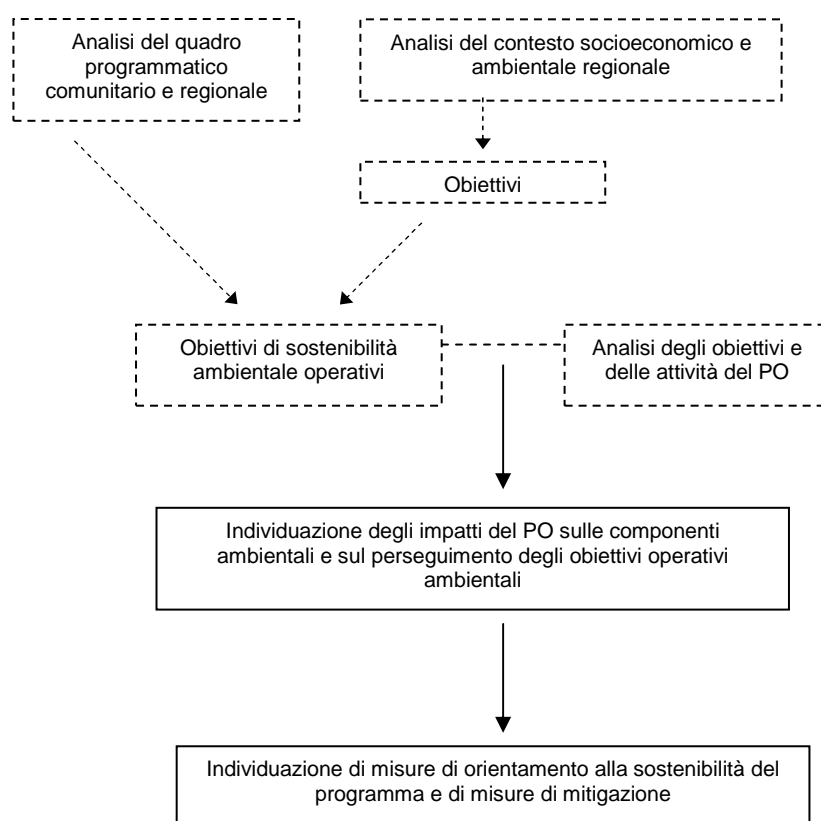 Analisi del quadro
programmatico
comunitario e regionale
Analisi del contesto socioeconomico e
ambientale regionale
Obiettivi
Obiettivi di sostenibilità
ambientale operativi
Analisi degli obiettivi e
delle attività del PO
Individuazione degli impatti del PO sulle componenti
ambientali e sul perseguimento degli obiettivi operativi
ambientali
Individuazione di misure di orientamento alla sostenibilità del
programma e di misure di mitigazione